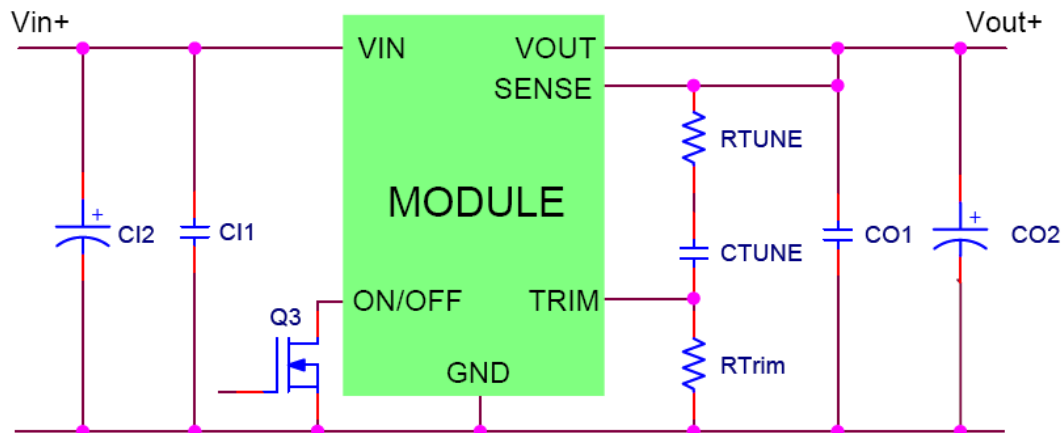 Vin+
Vout+
VIN
VOUT
SENSE
RTUNE
MODULE
CI2
CI1
CTUNE
CO1
CO2
+
+
ON/OFF
TRIM
Q3
RTrim
GND